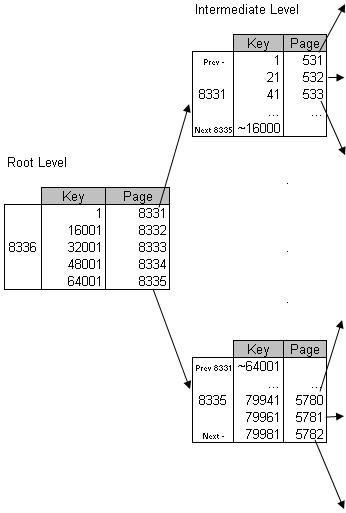 Intermediate Level
Key Page
Prev - 1 531
21 532
8331 41 533
... ...
Next 8335 ~16000
Root Level
Key Page
1 8331
16001 8332
8336 32001 8333
48001 8334
64001 8335
Key Page
Prev 8331 ~64001
... ...
8335 79941 5780
79961 5781
Next - 79981 5782